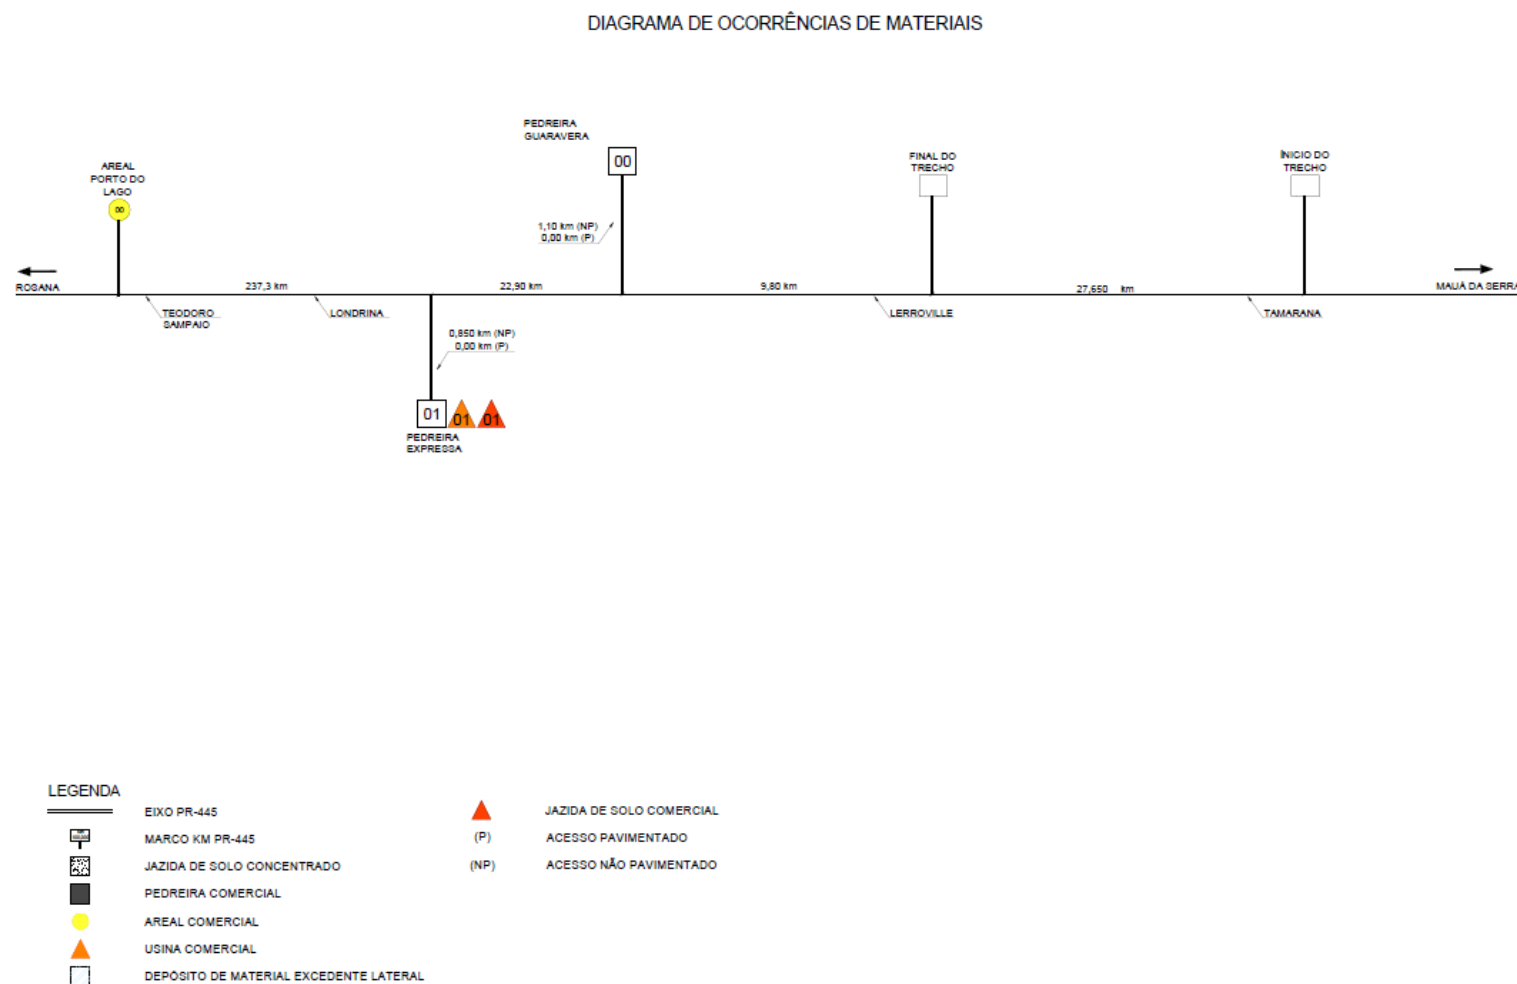 DIAGRAMA DE OCORRÊNCIAS DE MATERIAIS
PEDREIRA
GUARAVERA
00
AREAL
PORTO DO
LAGO
00
FINAL DO
TRECHO
ÍNICIO DO
TRECHO
1,10 km (NP)
0,00 km (P)
ROSANA
237,3 km
22,90 km
9,80 km
27,650 km
MAUÁ DA SERRA
TEODORO
SAMPAIO
LONDRINA
LERROVILLE
TAMARANA
0,850 km (NP)
0,00 km (P)
01
01
01
PEDREIRA
EXPRESSA
LEGENDA
EIXO PR-445
MARCO KM PR-445
JAZIDA DE SOLO CONCENTRADO
PEDREIRA COMERCIAL
AREAL COMERCIAL
USINA COMERCIAL
DEPÓSITO DE MATERIAL EXCEDENTE LATERAL
JAZIDA DE SOLO COMERCIAL
(P) ACESSO PAVIMENTADO
(NP) ACESSO NÃO PAVIMENTADO